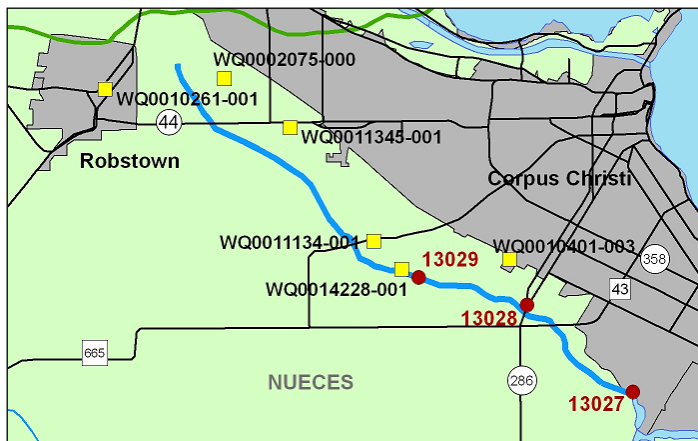 WQ0002075-000
WQ0010261-001
44
WQ0011345-001
Robstown
Corpus Christi
WQ0011134-001
WQ0010401-003
13029
358
WQ0014228-001
43
13028
665
NUECES
286
13027